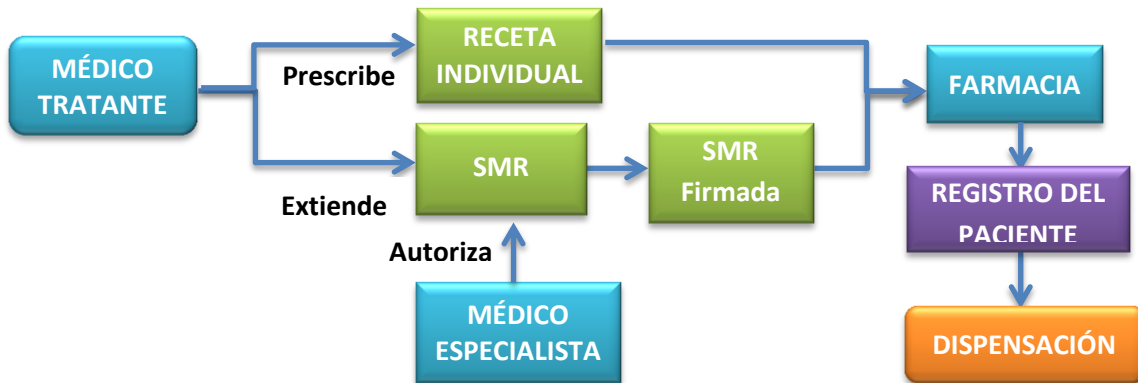 MÉDICO
TRATANTE
Prescribe
RECETA
INDIVIDUAL
FARMACIA
Extiende
SMR
SMR
Firmada
Autoriza
MÉDICO
ESPECIALISTA
REGISTRO DEL
PACIENTE
DISPENSACIÓN